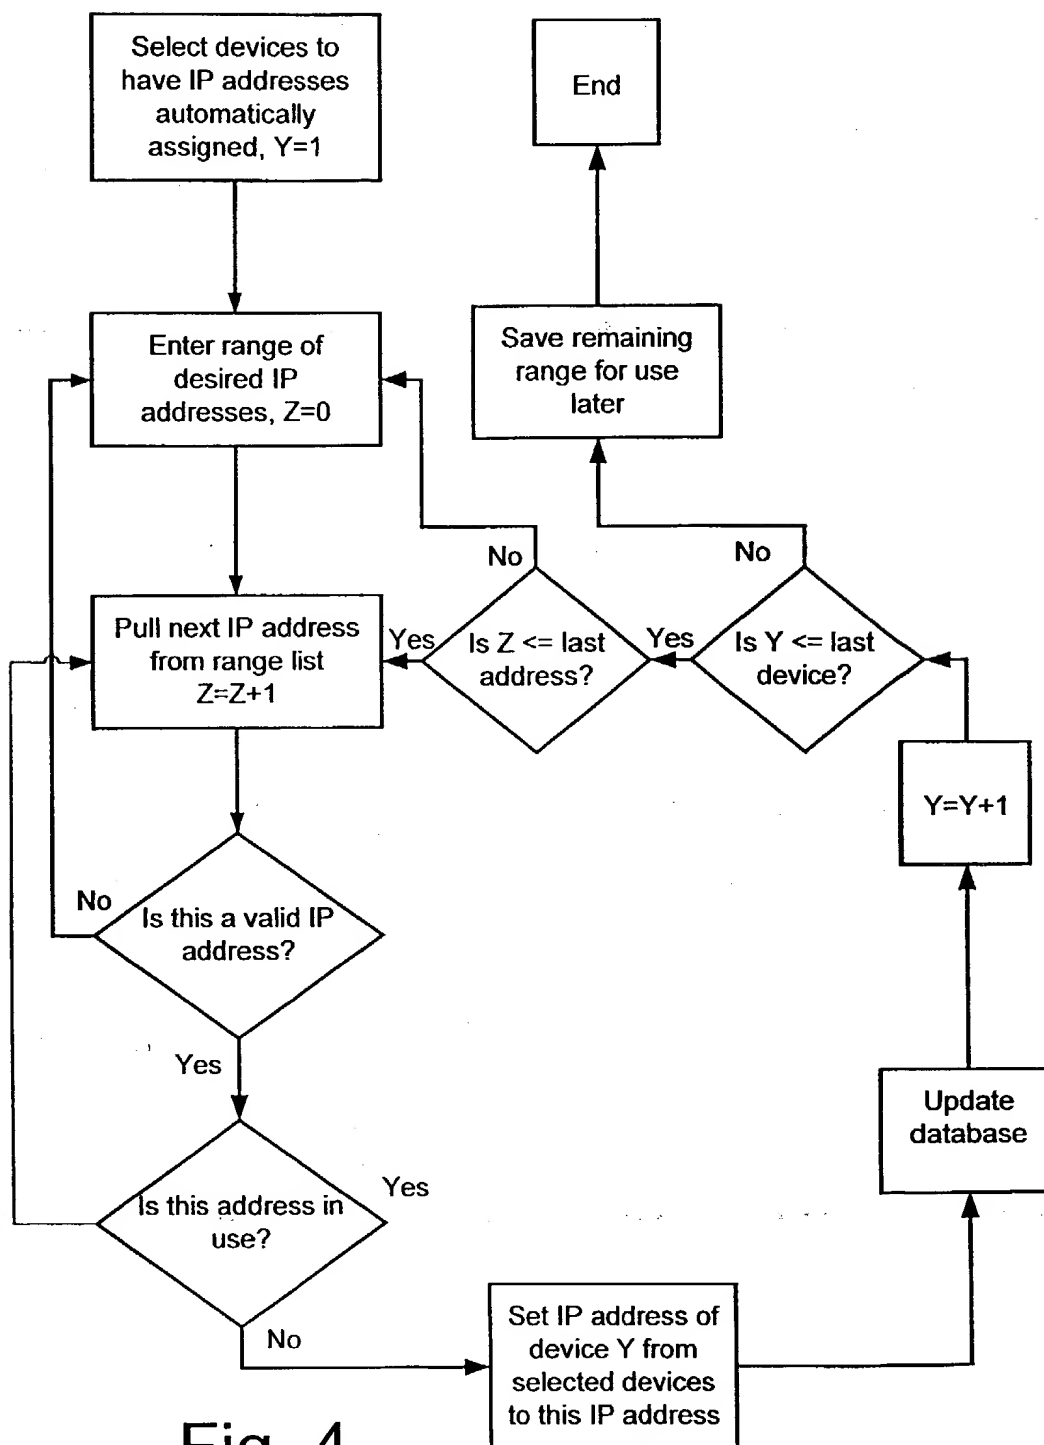 Select devices to
have IP addresses
automatically
assigned, Y=1
End
Enter range of
desired IP
addresses, Z=0
Save remaining
range for use
later
No
No
Pull next IP address
from range list
Z=Z+1
Yes
Is Z <= last
address?
Yes
Is Y <= last
device?
Y=Y+1
No
Is this a valid IP
address?
Yes
Update
database
Is this address in
use?
Yes
No
Set IP address of
device Y from
selected devices
to this IP address
Fig. 4